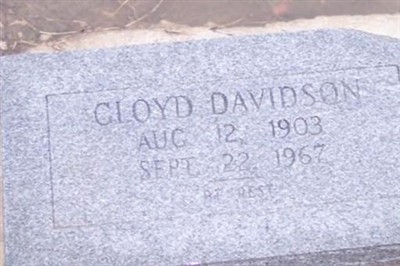 CLOYD DAVIDSON
AUG. 12, 1903
SEPT. 22, 1967
AT REST